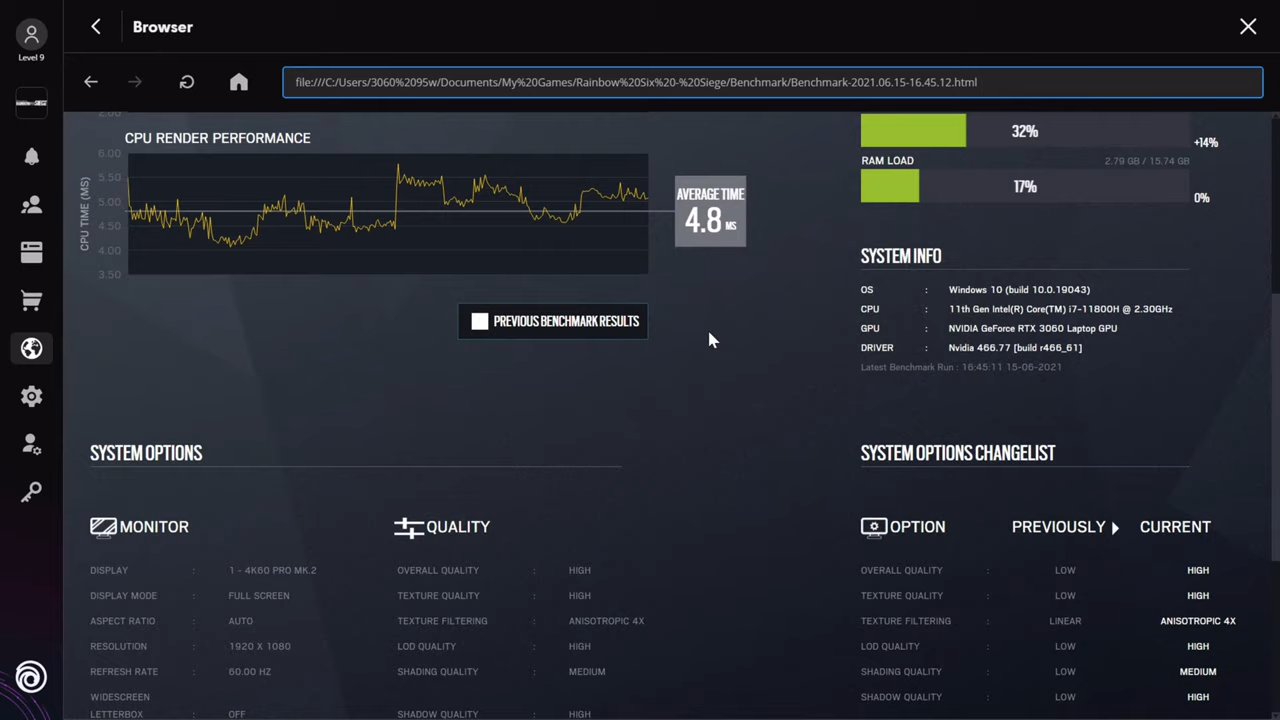 Browser
Level 9
file:///C:/Users/3060%2095w/Documents/My%20Games/Rainbow%20Six%20-%20Siege/Benchmark/Benchmark-2021.06.15-16.45.12.html
2.00
CPU RENDER PERFORMANCE
CPU TIME (MS)
6.00
5.50
5.00
4.50
4.00
3.50
AVERAGE TIME
4.8 MS
PREVIOUS BENCHMARK RESULTS
32%
+14%
RAM LOAD 2.79 GB / 15.74 GB
17%
0%
SYSTEM INFO
OS : Windows 10 (build 10.0.19043)
CPU : 11th Gen Intel(R) Core(TM) i7-11800H @ 2.30GHz
GPU : NVIDIA GeForce RTX 3060 Laptop GPU
DRIVER : Nvidia 466.77 [build r466_61]
Latest Benchmark Run : 16:45:11 15-06-2021
SYSTEM OPTIONS
MONITOR
DISPLAY : 1 - 4K60 PRO MK.2
DISPLAY MODE : FULL SCREEN
ASPECT RATIO : AUTO
RESOLUTION : 1920 X 1080
REFRESH RATE : 60.00 HZ
WIDESCREEN
LETTERBOX : OFF
QUALITY
OVERALL QUALITY : HIGH
TEXTURE QUALITY : HIGH
TEXTURE FILTERING : ANISOTROPIC 4X
LOD QUALITY : HIGH
SHADING QUALITY : MEDIUM
SHADOW QUALITY : HIGH
SYSTEM OPTIONS CHANGELIST
OPTION PREVIOUSLY CURRENT
OVERALL QUALITY : LOW HIGH
TEXTURE QUALITY : LOW HIGH
TEXTURE FILTERING : LINEAR ANISOTROPIC 4X
LOD QUALITY : LOW HIGH
SHADING QUALITY : LOW MEDIUM
SHADOW QUALITY : LOW HIGH